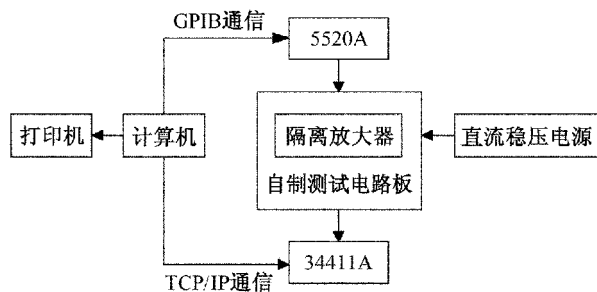 GPIB通信
5520A
打印机
计算机
隔离放大器
直流稳压电源
自制测试电路板
34411A
TCP/IP通信